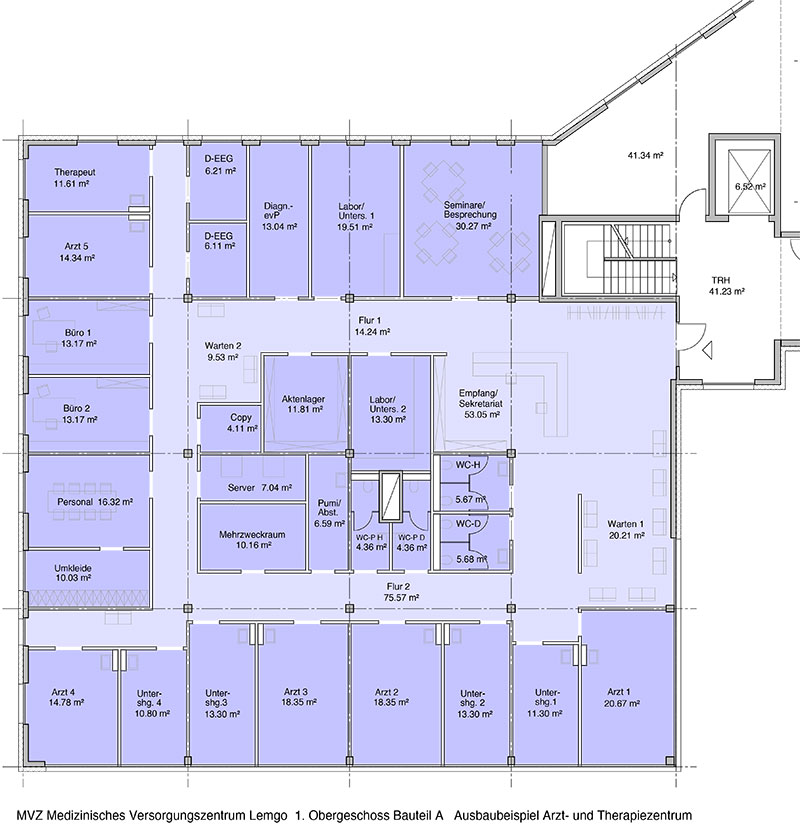 41.34 m²
6.52 m²
TRH
41.23 m²
Therapeut
11.61 m²
D-EEG
6.21 m²
Diagn.-
evP
13.04 m²
Labor/
Unters. 1
19.51 m²
Seminare/
Besprechung
30.27 m²
Arzt 5
14.34 m²
D-EEG
6.11 m²
Büro 1
13.17 m²
Warten 2
9.53 m²
Flur 1
14.24 m²
Büro 2
13.17 m²
Copy
4.11 m²
Aktenlager
11.81 m²
Labor/
Unters. 2
13.30 m²
Empfang/
Sekretariat
53.05 m²
Personal 16.32 m²
Server 7.04 m²
Pumi/
Abst.
6.59 m²
WC-P H
4.36 m²
WC-P D
4.36 m²
WC-H
5.67 m²
WC-D
5.68 m²
Warten 1
20.21 m²
Mehrzweckraum
10.16 m²
Umkleide
10.03 m²
Flur 2
75.57 m²
Arzt 4
14.78 m²
Unter-
shg. 4
10.80 m²
Unter-
shg.3
13.30 m²
Arzt 3
18.35 m²
Arzt 2
18.35 m²
Unter-
shg. 2
13.30 m²
Unter-
shg.1
11.30 m²
Arzt 1
20.67 m²
MVZ Medizinisches Versorgungszentrum Lemgo 1. Obergeschoss Bauteil A Ausbaubeispiel Arzt- und Therapiezentrum